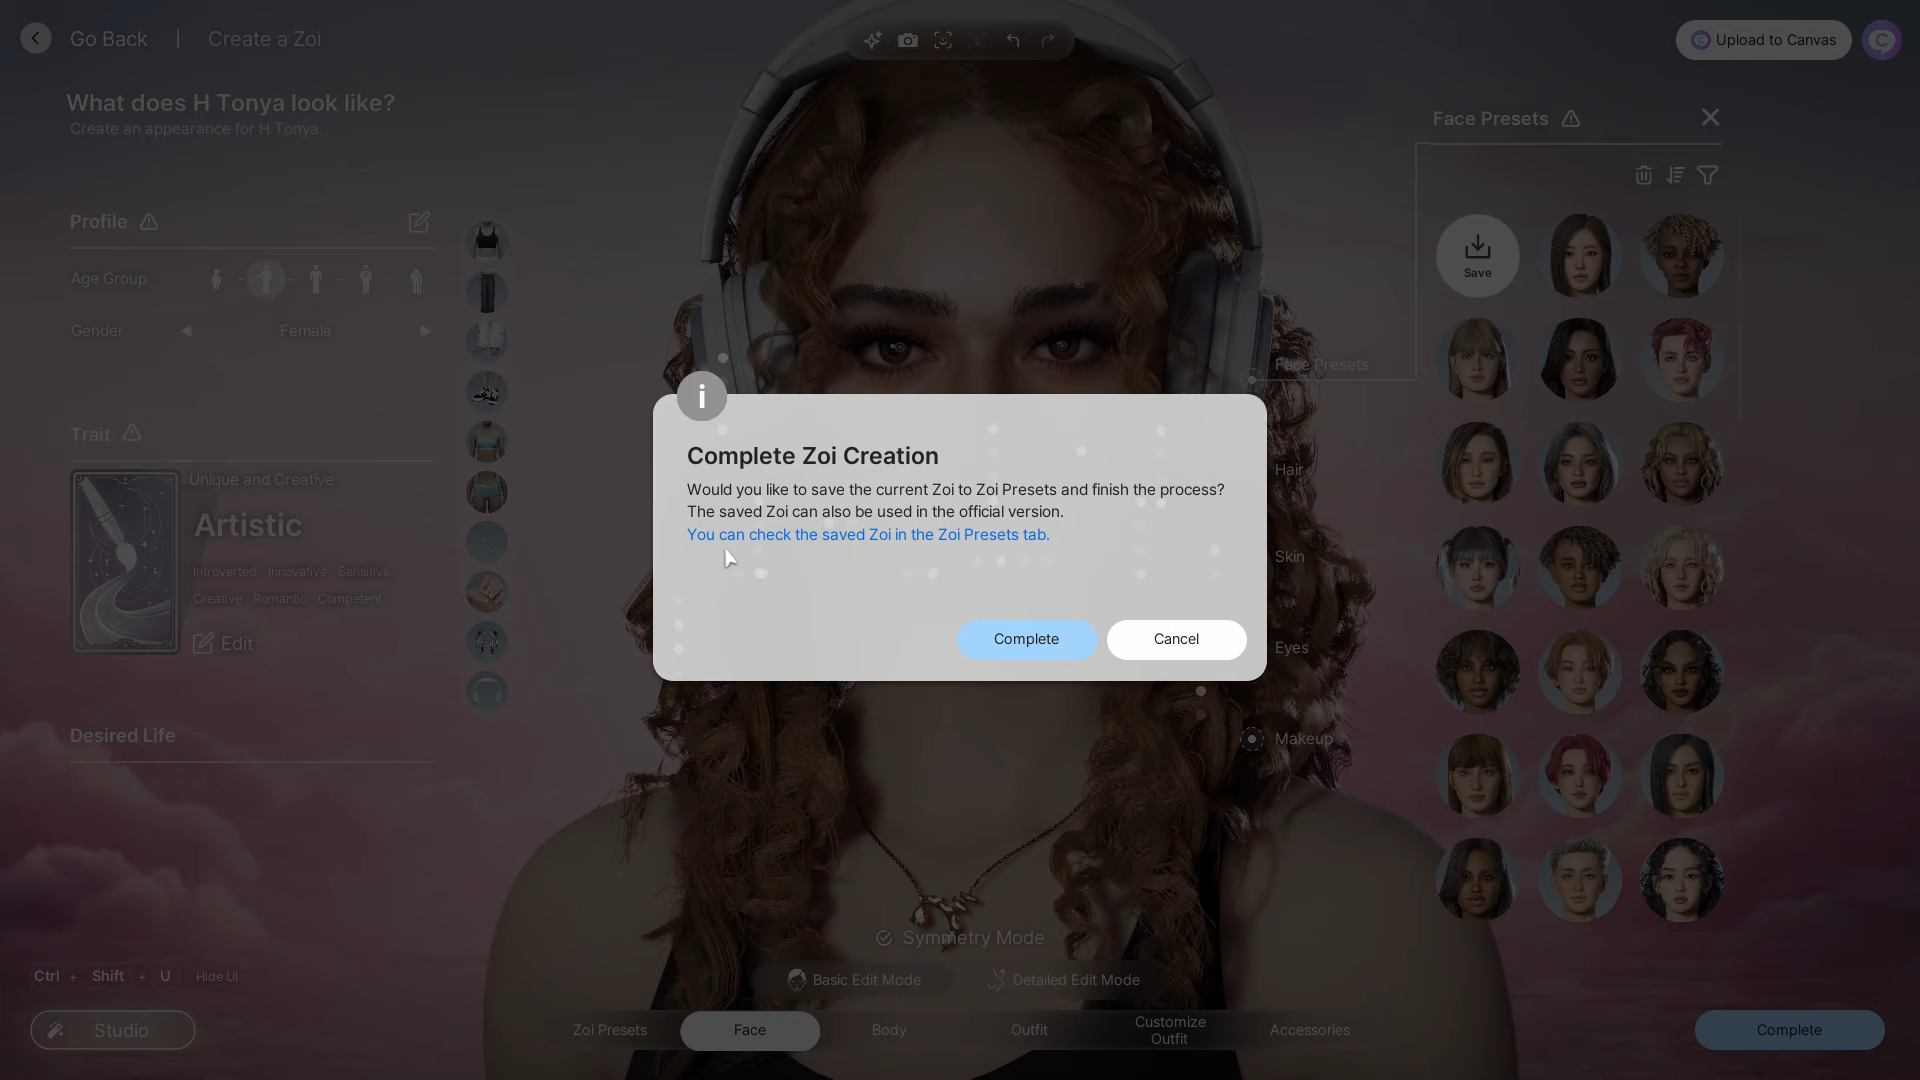 Go Back | Create a Zoi
Upload to Canvas
What does H Tonya look like?
Create an appearance for H Tonya.
Profile
Age Group
Gender
Female
Trait
Unique and Creative
Artistic
Introverted Innovative Sensitive
Creative Romantic Competent
Edit
Desired Life
Ctrl + Shift + U Hide UI
Studio
Complete Zoi Creation
Would you like to save the current Zoi to Zoi Presets and finish the process?
The saved Zoi can also be used in the official version.
You can check the saved Zoi in the Zoi Presets tab.
Complete
Cancel
Face Presets
Hair
Skin
Eyes
Makeup
Face Presets
Save
Symmetry Mode
Basic Edit Mode
Detailed Edit Mode
Zoi Presets
Face
Body
Outfit
Customize
Outfit
Accessories
Complete